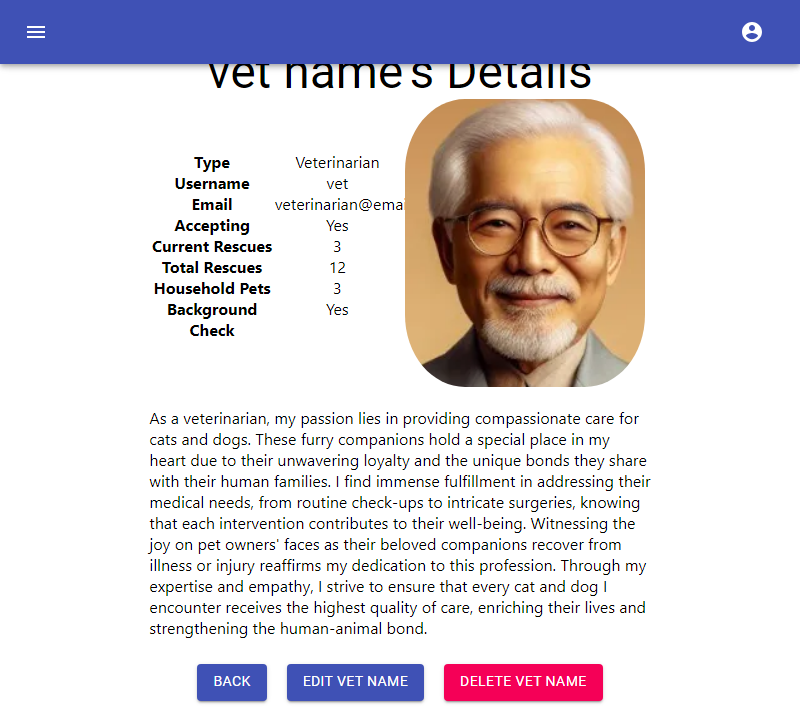 vet name's Details
Type Veterinarian
Username vet
Email veterinarian@emai
Accepting Yes
Current Rescues 3
Total Rescues 12
Household Pets 3
Background Yes
Check
As a veterinarian, my passion lies in providing compassionate care for
cats and dogs. These furry companions hold a special place in my
heart due to their unwavering loyalty and the unique bonds they share
with their human families. I find immense fulfillment in addressing their
medical needs, from routine check-ups to intricate surgeries, knowing
that each intervention contributes to their well-being. Witnessing the
joy on pet owners' faces as their beloved companions recover from
illness or injury reaffirms my dedication to this profession. Through my
expertise and empathy, I strive to ensure that every cat and dog I
encounter receives the highest quality of care, enriching their lives and
strengthening the human-animal bond.
BACK EDIT VET NAME DELETE VET NAME